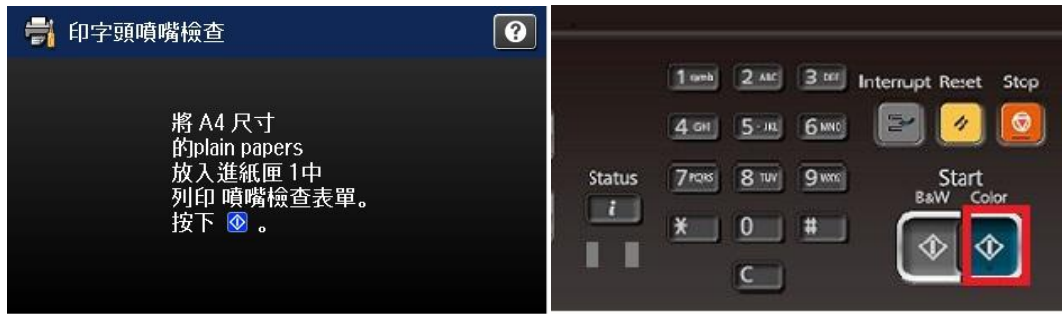 印字頭噴嘴檢查
?
將 A4 尺寸
的plain papers
放入進紙匣 1中
列印 噴嘴檢查表單。
按下 。
1 symb 2 ABC 3 DEF
Interrupt Reset Stop
4 GHI 5 JKL 6 MNO
Status
7 PQRS 8 TUV 9 WXYZ
Start
B&W Color
i
* 0 #
C